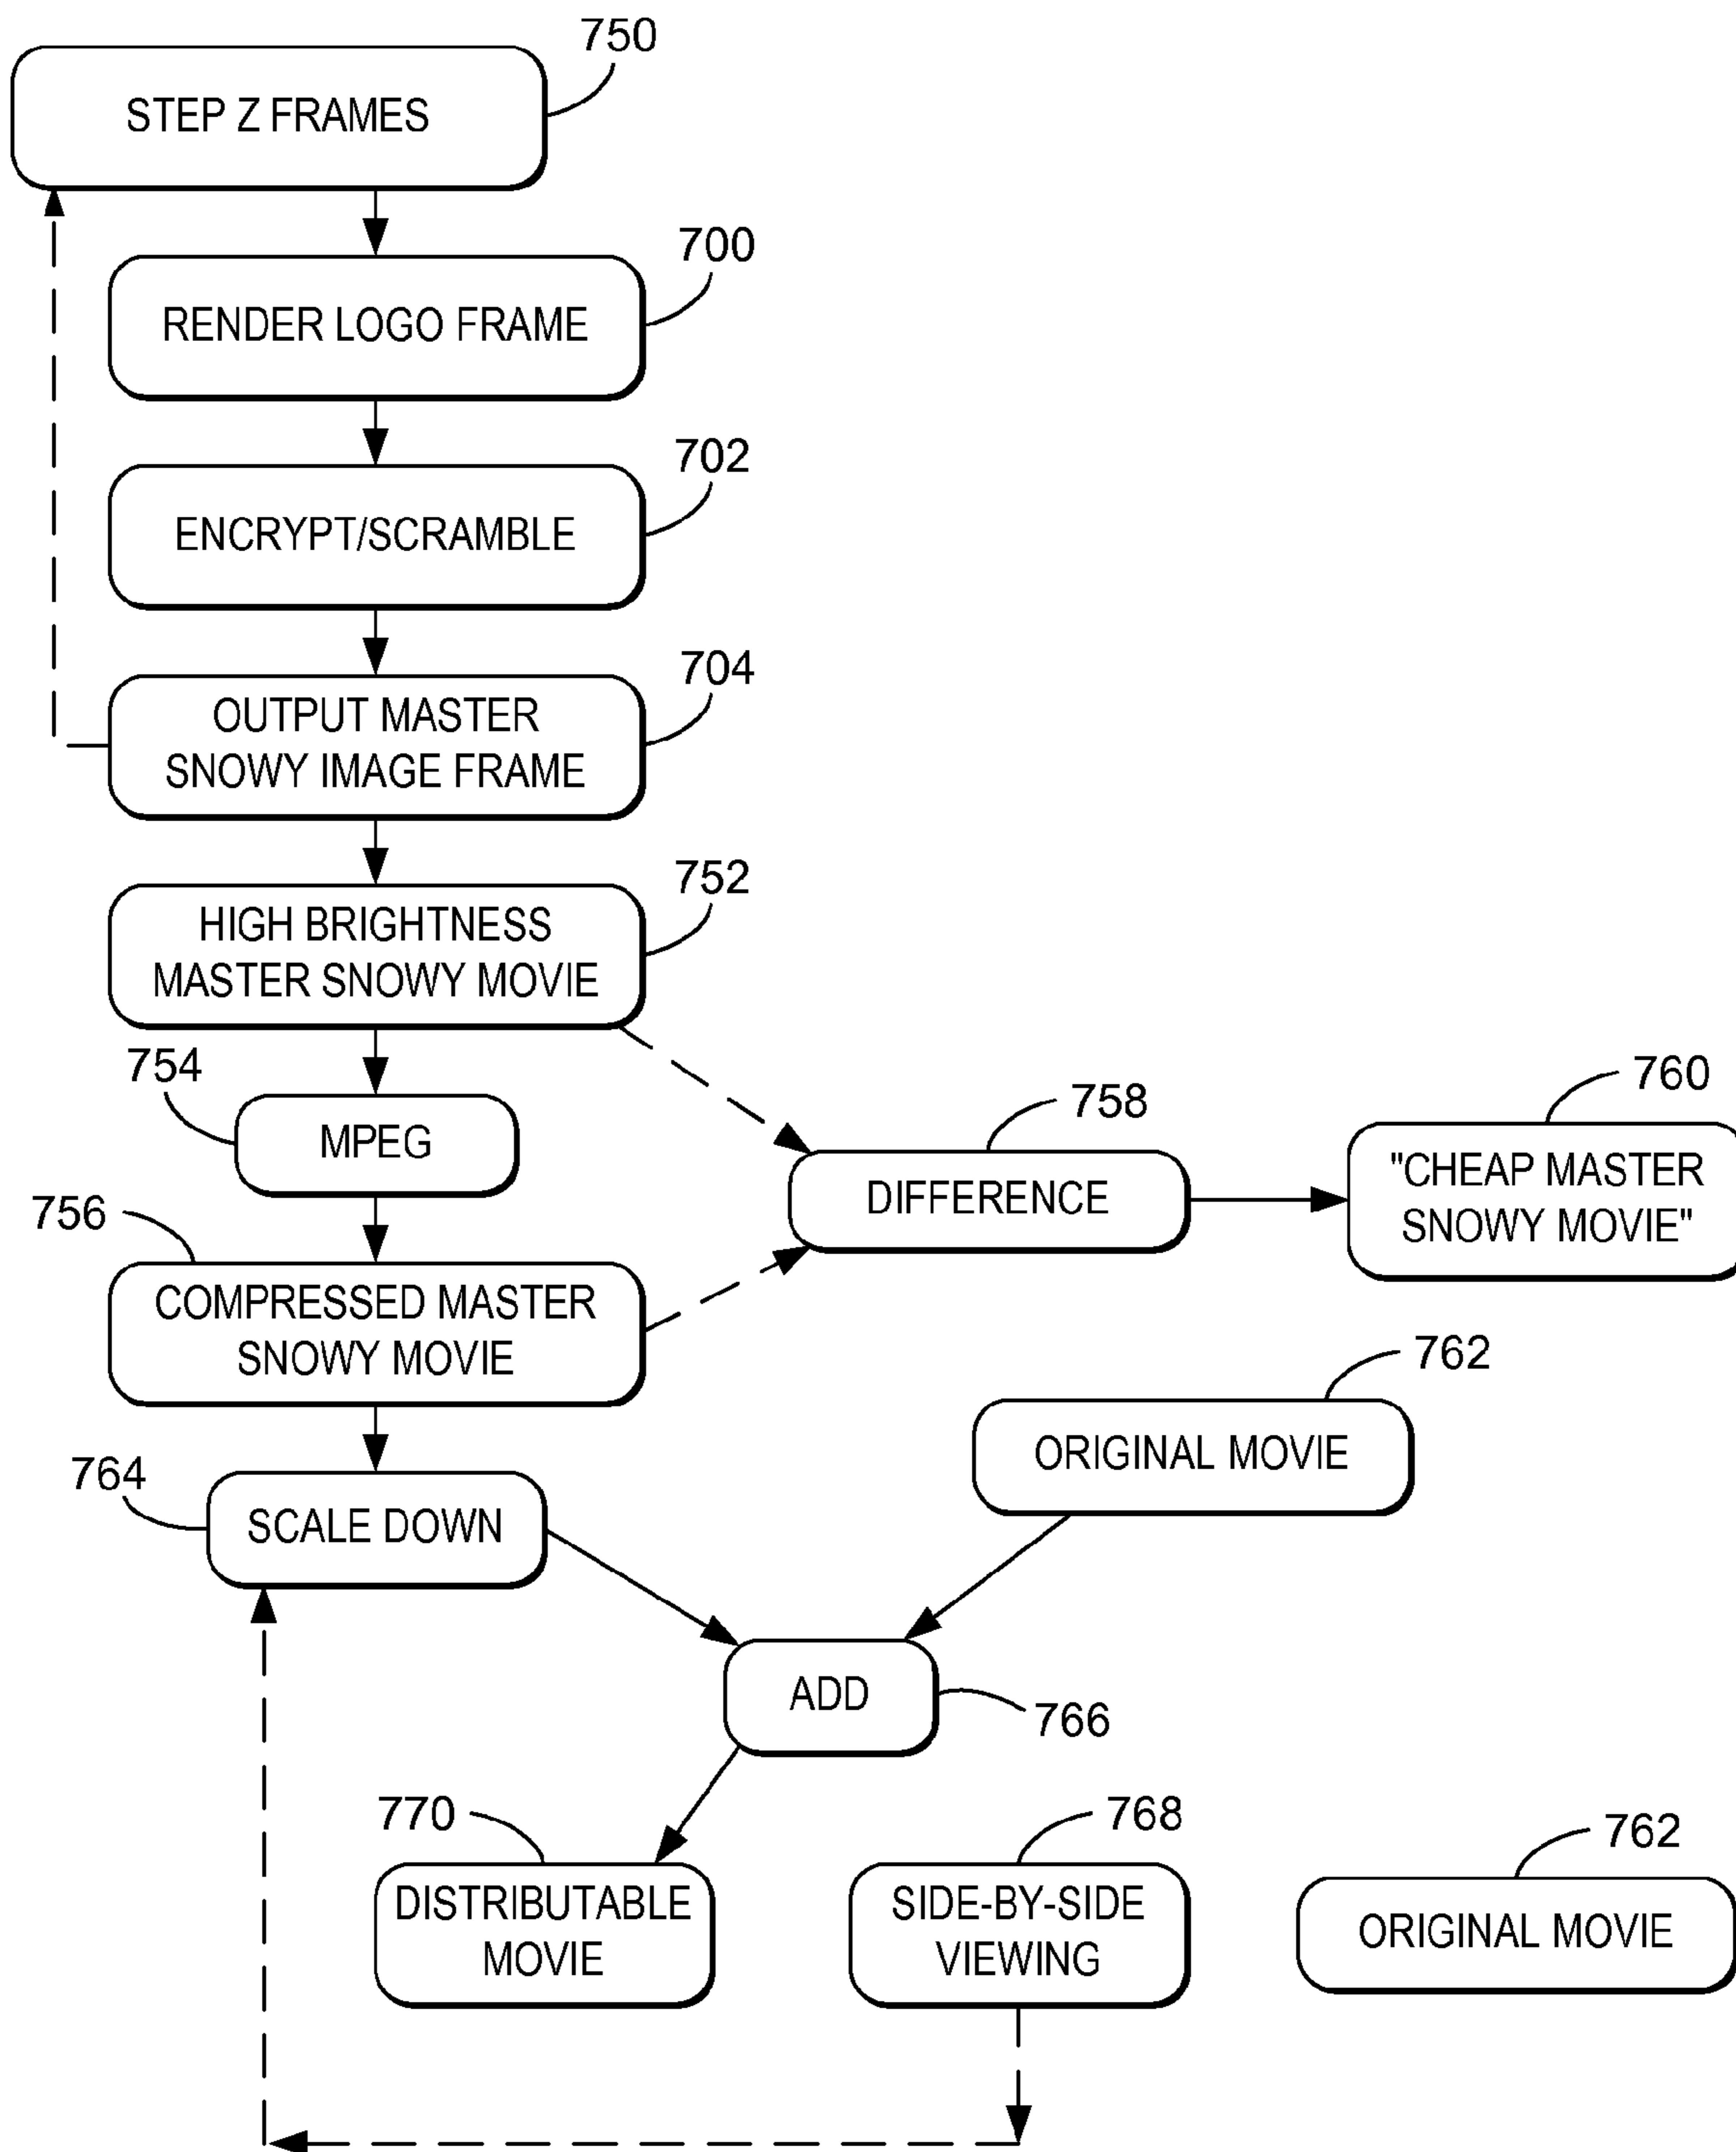 750
STEP Z FRAMES
700
RENDER LOGO FRAME
702
ENCRYPT/SCRAMBLE
704
OUTPUT MASTER
SNOWY IMAGE FRAME
752
HIGH BRIGHTNESS
MASTER SNOWY MOVIE
754
MPEG
758
DIFFERENCE
760
"CHEAP MASTER
SNOWY MOVIE"
756
COMPRESSED MASTER
SNOWY MOVIE
762
ORIGINAL MOVIE
764
SCALE DOWN
ADD
766
770
DISTRIBUTABLE
MOVIE
768
SIDE-BY-SIDE
VIEWING
762
ORIGINAL MOVIE